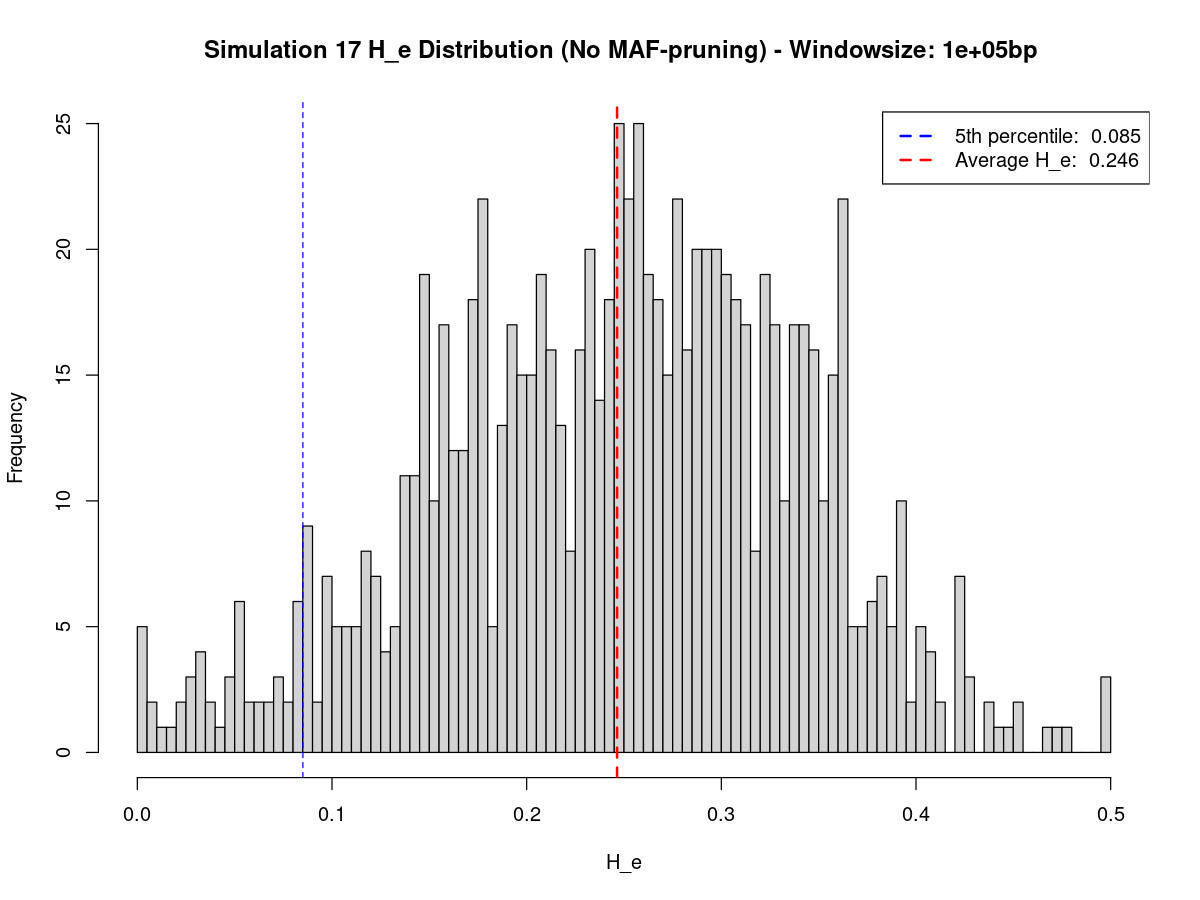 Simulation 17 H_e Distribution (No MAF-pruning) - Windowsize: 1e+05bp
5th percentile:  0.085
Average H_e:  0.246
25
20
15
10
5
0
Frequency
0.0 0.1 0.2 0.3 0.4 0.5
H_e